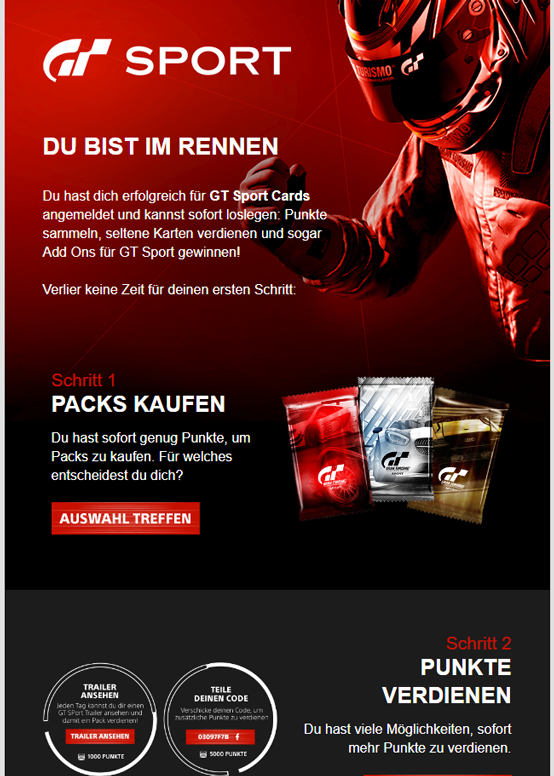 GT SPORT
TURISMO
DU BIST IM RENNEN
Du hast dich erfolgreich für GT Sport Cards
angemeldet und kannst sofort loslegen: Punkte
sammeln, seltene Karten verdienen und sogar
Add Ons für GT Sport gewinnen!
Verlier keine Zeit für deinen ersten Schritt:
Schritt 1
PACKS KAUFEN
Du hast sofort genug Punkte, um
Packs zu kaufen. Für welches
entscheidest du dich?
AUSWAHL TREFFEN
Schritt 2
PUNKTE
VERDIENEN
Du hast viele Möglichkeiten, sofort
mehr Punkte zu verdienen.
TRAILER
ANSEHEN
Jeden Tag kannst du dir einen
GT SPort Trailer ansehen und
damit ein Pack verdienen!
TRAILER ANSEHEN
1000 PUNKTE
TEILE
DEINEN CODE
Verschicke deinen Code, um
zusätzliche Punkte zu verdienen
03097F7B
5000 PUNKTE